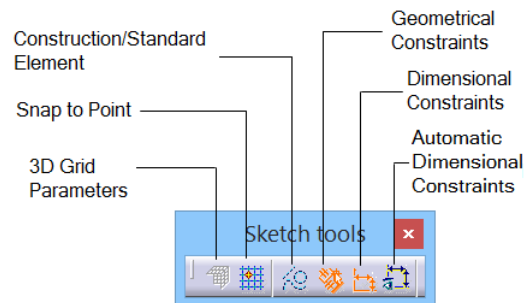 Geometrical
Constraints
Construction/Standard
Element
Dimensional
Constraints
Snap to Point
Automatic
Dimensional
Constraints
3D Grid
Parameters
Sketch tools